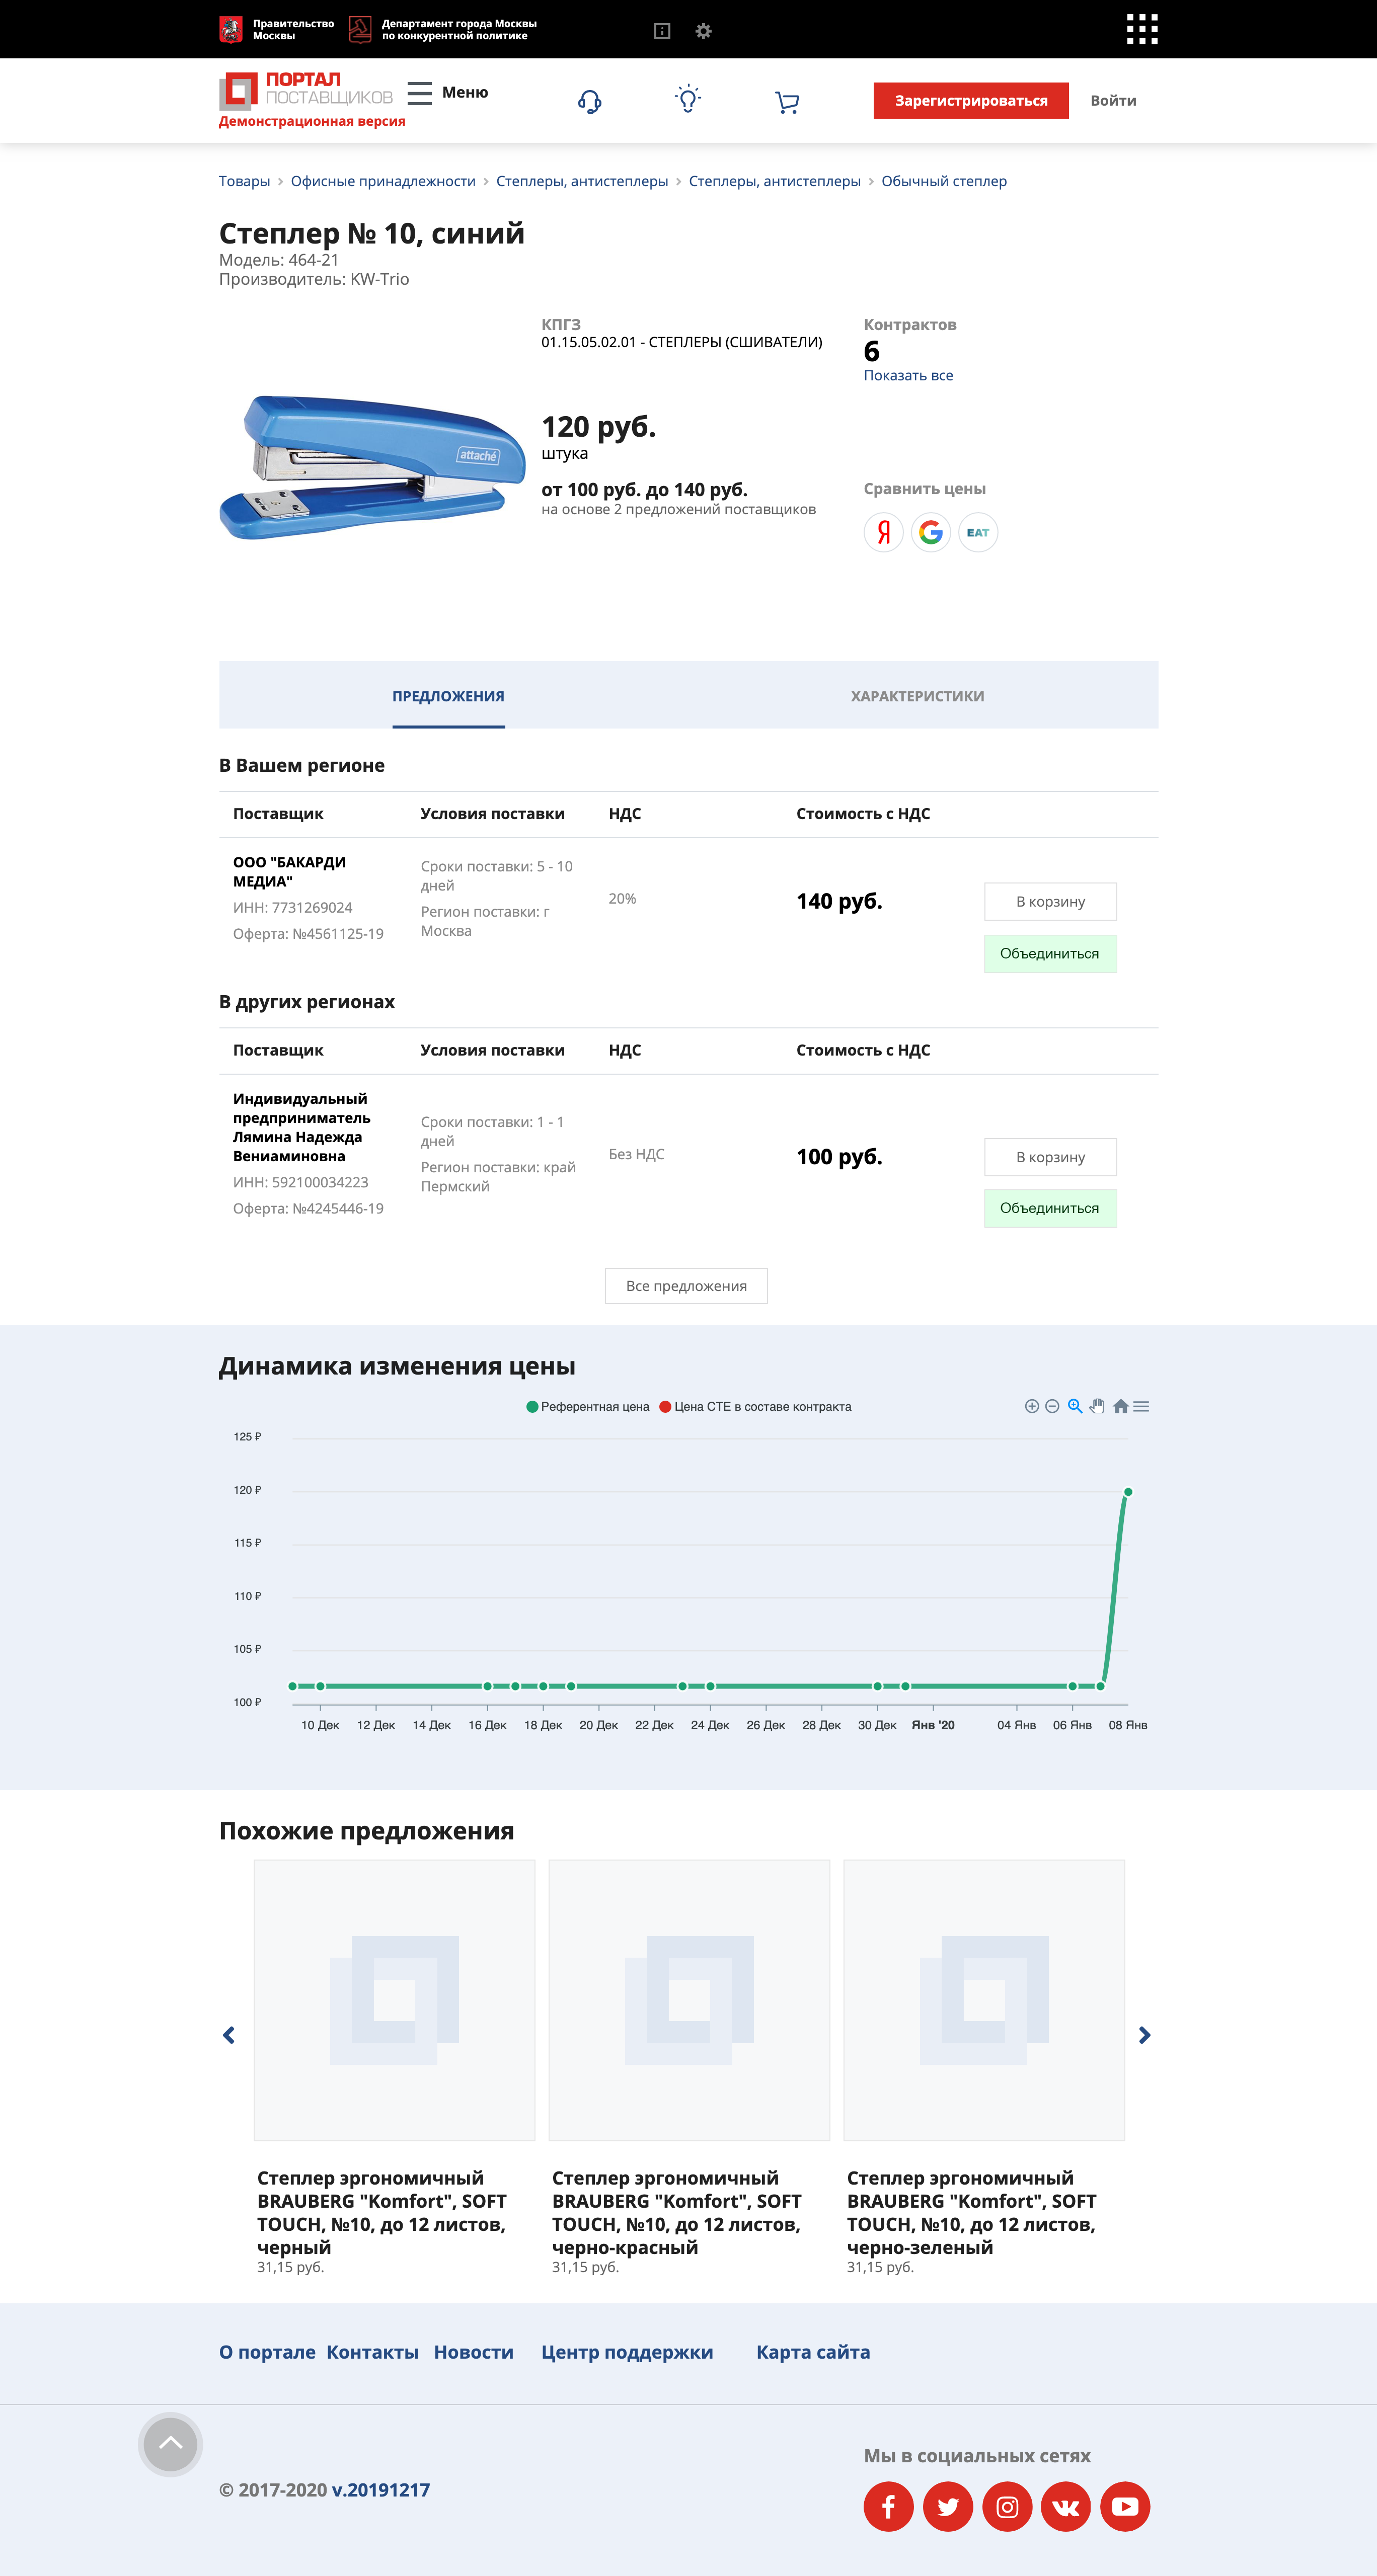 Правительство
Москвы
Департамент города Москвы
по конкурентной политике
ПОРТАЛ
ПОСТАВЩИКОВ
Демонстрационная версия
Меню
Зарегистрироваться
Войти
Товары > Офисные принадлежности > Степлеры, антистеплеры > Степлеры, антистеплеры > Обычный степлер
Степлер № 10, синий
Модель: 464-21
Производитель: KW-Trio
attaché
КПГЗ
01.15.05.02.01 - СТЕПЛЕРЫ (СШИВАТЕЛИ)
Контрактов
6
Показать все
120 руб.
штука
от 100 руб. до 140 руб.
на основе 2 предложений поставщиков
Сравнить цены
Я G EAT
ПРЕДЛОЖЕНИЯ
ХАРАКТЕРИСТИКИ
В Вашем регионе
Поставщик Условия поставки НДС Стоимость с НДС
ООО "БАКАРДИ
МЕДИА"
ИНН: 7731269024
Оферта: №4561125-19
Сроки поставки: 5 - 10
дней
Регион поставки: г
Москва
20%
140 руб.
В корзину
Объединиться
В других регионах
Поставщик Условия поставки НДС Стоимость с НДС
Индивидуальный
предприниматель
Лямина Надежда
Вениаминовна
ИНН: 592100034223
Оферта: №4245446-19
Сроки поставки: 1 - 1
дней
Регион поставки: край
Пермский
Без НДС
100 руб.
В корзину
Объединиться
Все предложения
Динамика изменения цены
Референтная цена Цена СТЕ в составе контракта
125 ₽
120 ₽
115 ₽
110 ₽
105 ₽
100 ₽
10 Дек 12 Дек 14 Дек 16 Дек 18 Дек 20 Дек 22 Дек 24 Дек 26 Дек 28 Дек 30 Дек Янв '20 04 Янв 06 Янв 08 Янв
Похожие предложения
Степлер эргономичный
BRAUBERG "Komfort", SOFT
TOUCH, №10, до 12 листов,
черный
31,15 руб.
Степлер эргономичный
BRAUBERG "Komfort", SOFT
TOUCH, №10, до 12 листов,
черно-красный
31,15 руб.
Степлер эргономичный
BRAUBERG "Komfort", SOFT
TOUCH, №10, до 12 листов,
черно-зеленый
31,15 руб.
О портале Контакты Новости Центр поддержки Карта сайта
Мы в социальных сетях
© 2017-2020 v.20191217